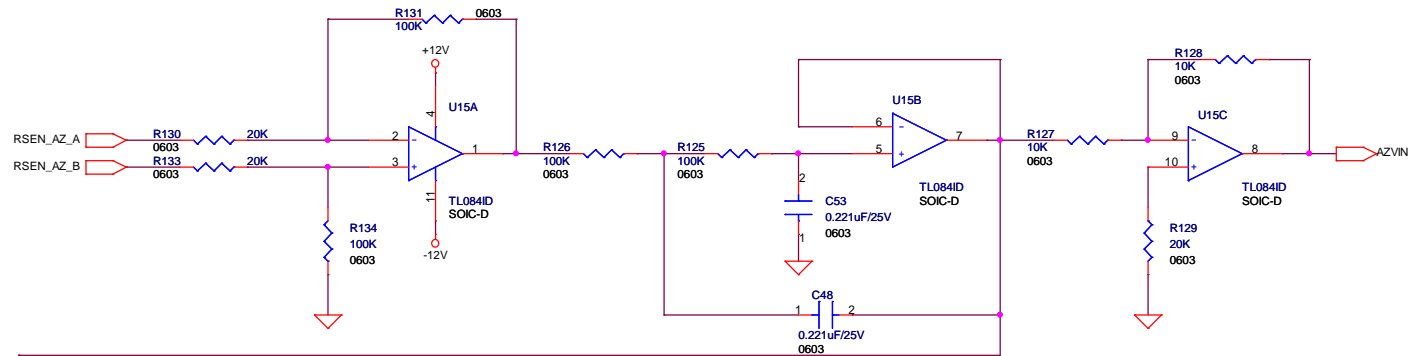 R131
100K
0603
+12V
4
U15A
RSEN_AZ_A
R130
0603
20K
2
-
1
RSEN_AZ_B
R133
0603
20K
3
+
11
TL084ID
SOIC-D
-12V
R134
100K
0603
R126
100K
0603
R125
100K
0603
U15B
6
-
7
5
+
TL084ID
SOIC-D
2
C53
0.221uF/25V
0603
1
C48
1
2
0.221uF/25V
0603
R127
10K
0603
R128
10K
0603
U15C
9
-
8
10
+
TL084ID
SOIC-D
R129
20K
0603
AZVIN